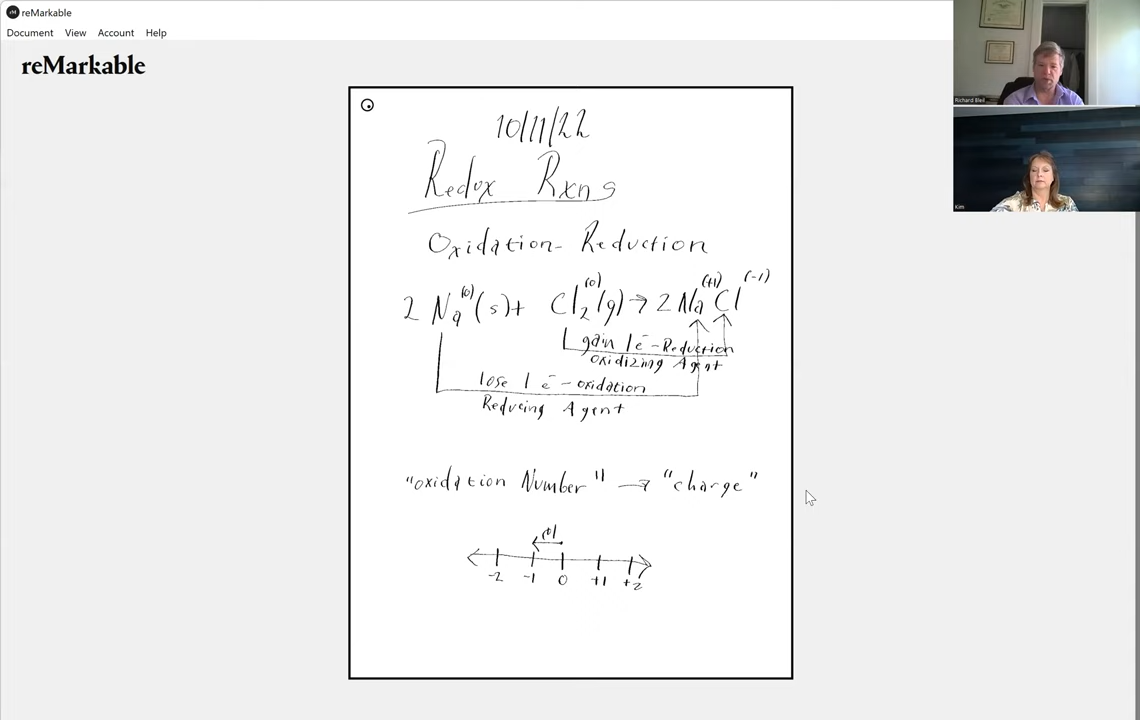 reMarkable
Document View Account Help
reMarkable
10/11/22
Redox Rxns
Oxidation-Reduction
2 Na⁽⁰⁾(s) + Cl₂⁽⁰⁾(g) → 2 Na⁽⁺¹⁾Cl⁽⁻¹⁾
gain 1 e⁻ - Reduction
oxidizing Agent
lose 1 e⁻ - oxidation
Reducing Agent
"oxidation Number" → "charge"
-2 -1 0 +1 +2
Richard Bleil
Kim